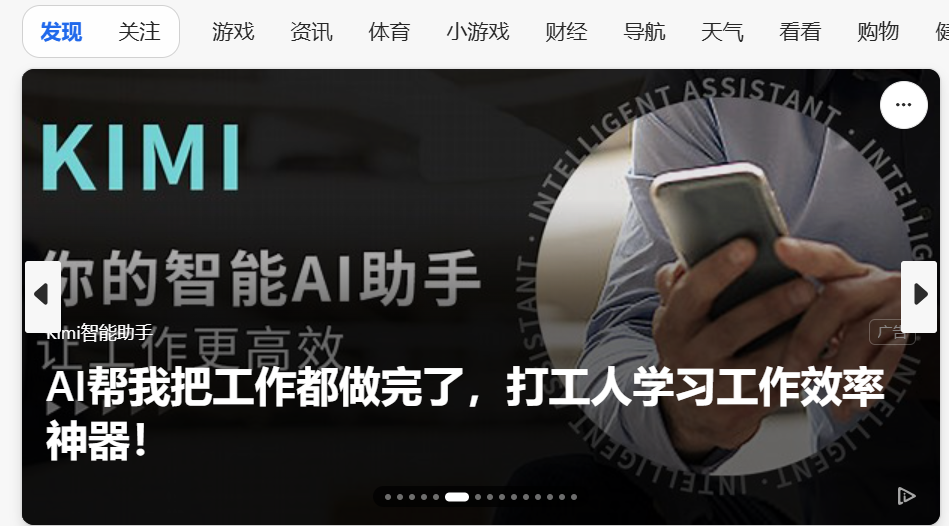 发现 关注 游戏 资讯 体育 小游戏 财经 导航 天气 看看 购物
INTELLIGENT ASSISTANT · INTELLIGENT ASSISTANT ·
KIMI
你的智能AI助手
Kimi智能助手
广告
让工作更高效
AI帮我把工作都做完了，打工人学习工作效率
神器！